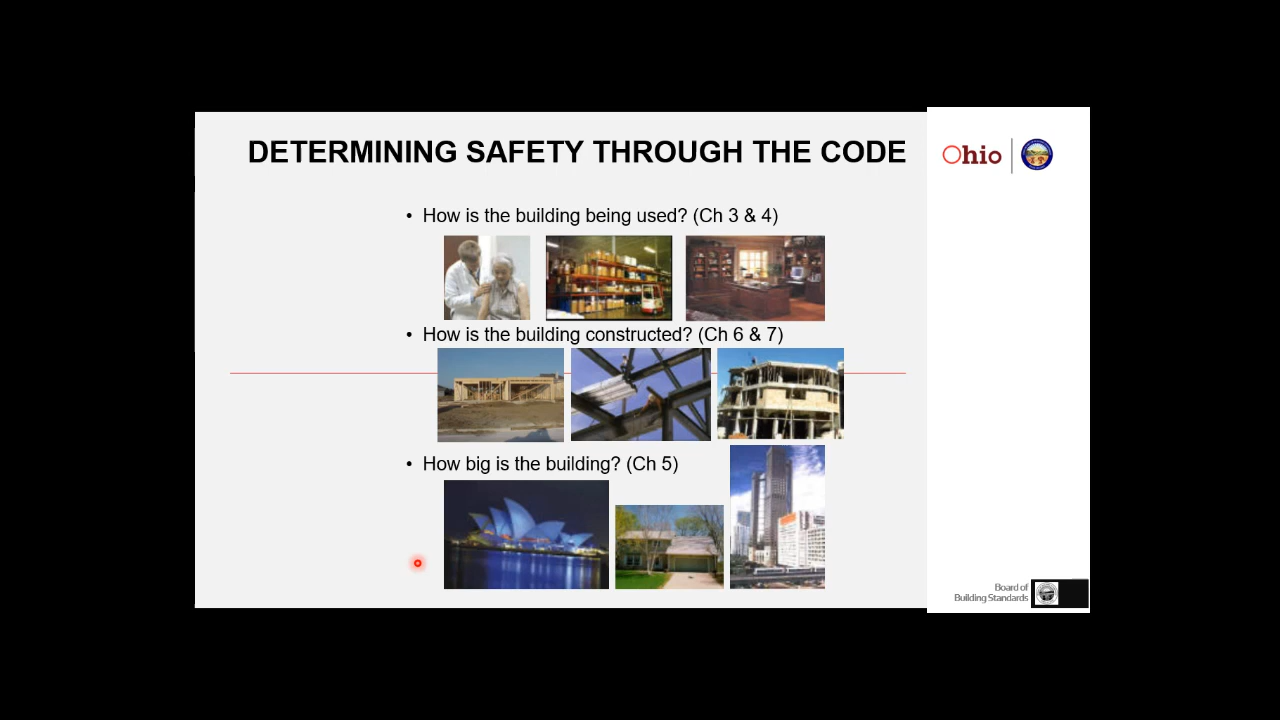 DETERMINING SAFETY THROUGH THE CODE
Ohio
• How is the building being used? (Ch 3 & 4)
• How is the building constructed? (Ch 6 & 7)
• How big is the building? (Ch 5)
Board of
Building Standards